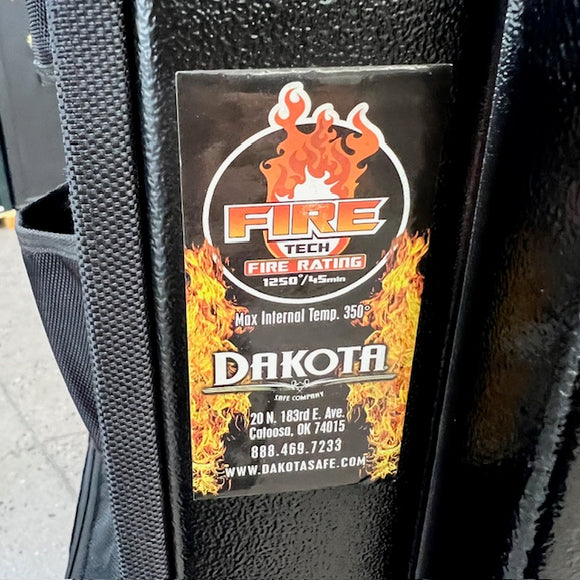 FIRE
TECH
FIRE RATING
1250°/45min
Max Internal Temp. 350°
DAKOTA
SAFE COMPANY
20 N. 183rd E. Ave.
Catoosa, OK 74015
888.469.7233
WWW.DAKOTASAFE.COM